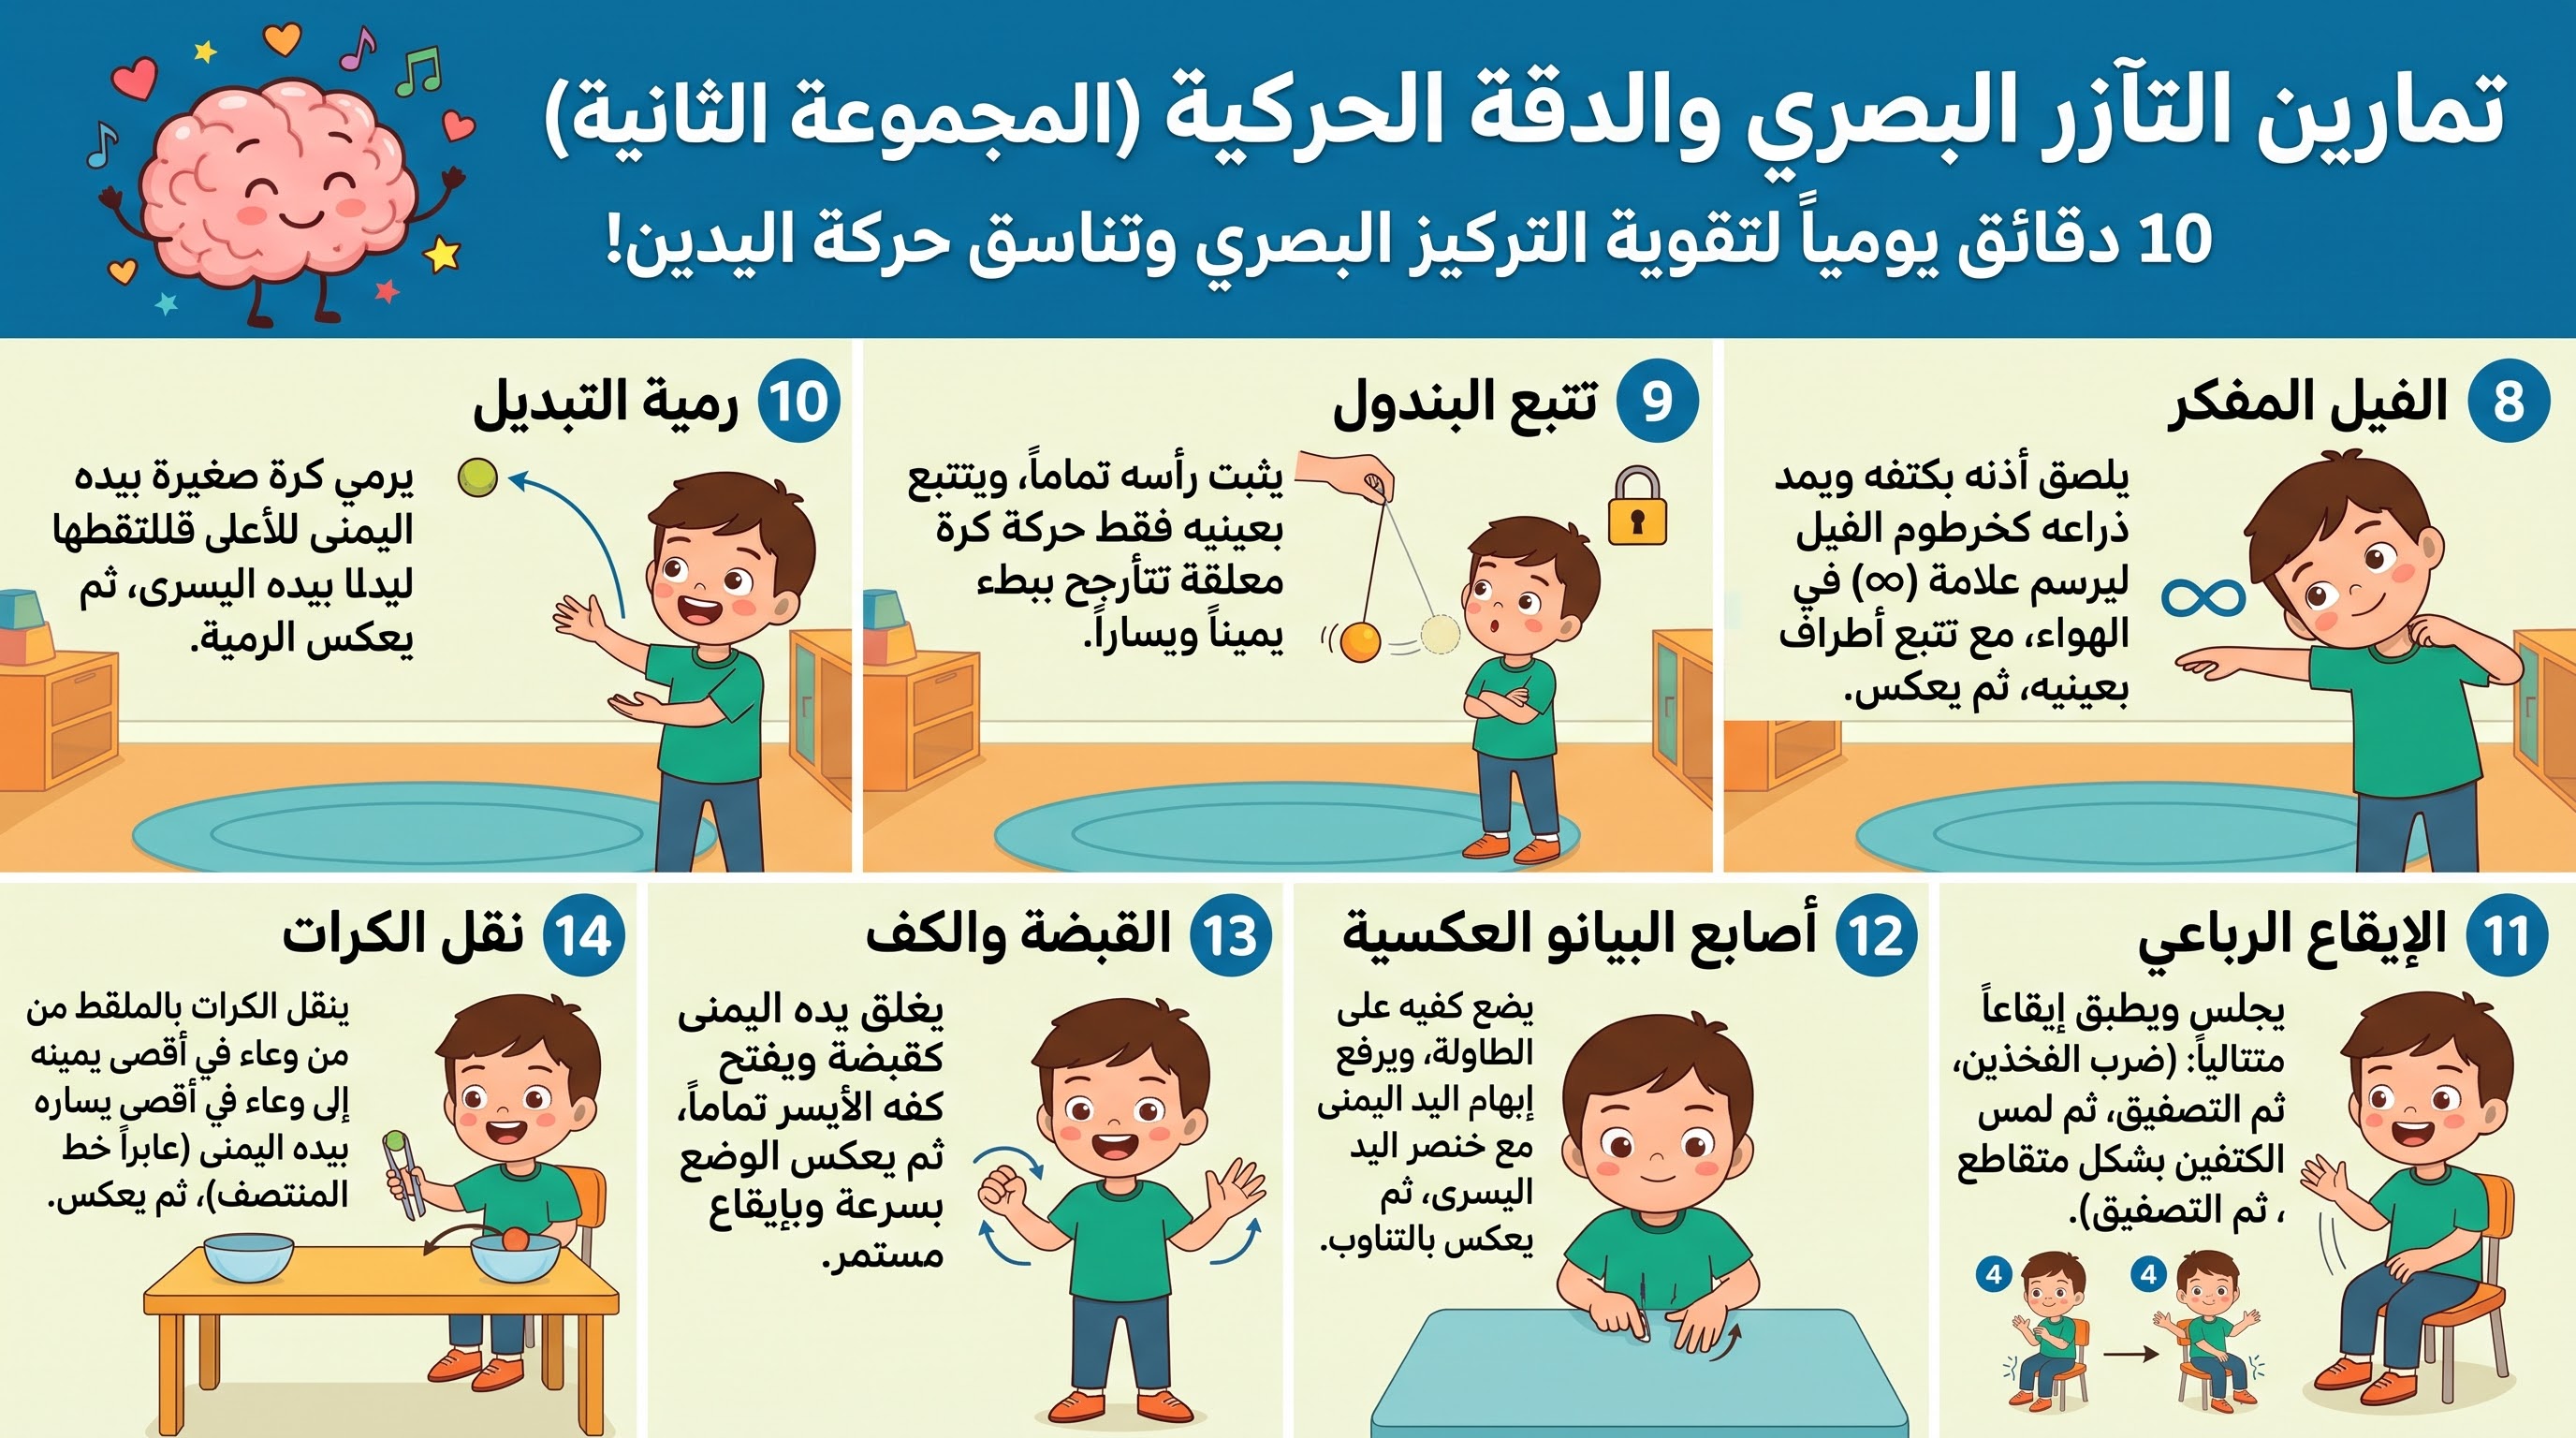 تمارين التآزر البصري والدقة الحركية (المجموعة الثانية)
10 دقائق يومياً لتقوية التركيز البصري وتناسق حركة اليدين!
8 الفيل المفكر
يلصق أذنه بكتفه ويمد
ذراعه كخرطوم الفيل
ليرسم علامة (∞) في
الهواء، مع تتبع أطراف
بعينيه، ثم يعكس.
∞
9 تتبع البندول
يثبت رأسه تماماً، ويتتبع
بعينيه فقط حركة كرة
معلقة تتأرجح ببطء
يميناً ويساراً.
10 رمية التبديل
يرمي كرة صغيرة بيده
اليمنى للأعلى قللتقطها
ليدلا بيده اليسرى، ثم
يعكس الرمية.
11 الإيقاع الرباعي
يجلس ويطبق إيقاعاً
متتالياً: (ضرب الفخذين،
ثم التصفيق، ثم لمس
الكتفين بشكل متقاطع
، ثم التصفيق).
4
4
12 أصابع البيانو العكسية
يضع كفيه على
الطاولة، ويرفع
إبهام اليد اليمنى
مع خنصر اليد
اليسرى، ثم
يعكس بالتناوب.
13 القبضة والكف
يغلق يده اليمنى
كقبضة ويفتح
كفه الأيسر تماماً،
ثم يعكس الوضع
بسرعة وبإيقاع
مستمر.
14 نقل الكرات
ينقل الكرات بالملقط من
من وعاء في أقصى يمينه
إلى وعاء في أقصى يساره
بيده اليمنى (عابراً خط
المنتصف)، ثم يعكس.